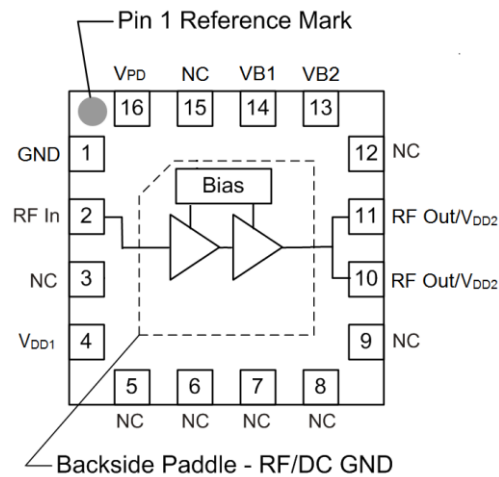 Pin 1 Reference Mark
VPD NC VB1 VB2
16 15 14 13
GND 1 12 NC
Bias
RF In 2 11 RF Out/VDD2
NC 3 10 RF Out/VDD2
VDD1 4 9 NC
5 6 7 8
NC NC NC NC
Backside Paddle - RF/DC GND